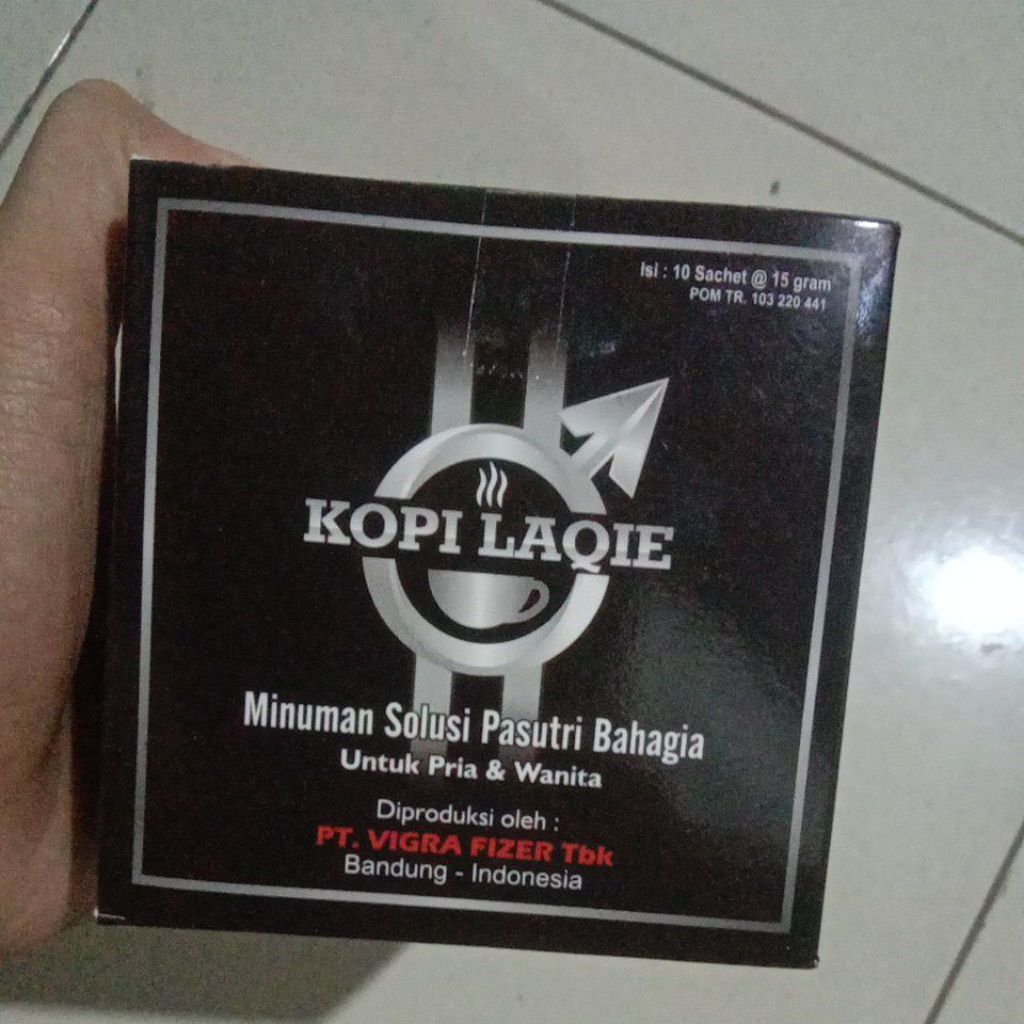 Isi : 10 Sachet @ 15 gram
POM TR. 103 220 441
KOPI LAQIE
Minuman Solusi Pasutri Bahagia
Untuk Pria & Wanita
Diproduksi oleh :
PT. VIGRA FIZER Tbk
Bandung - Indonesia